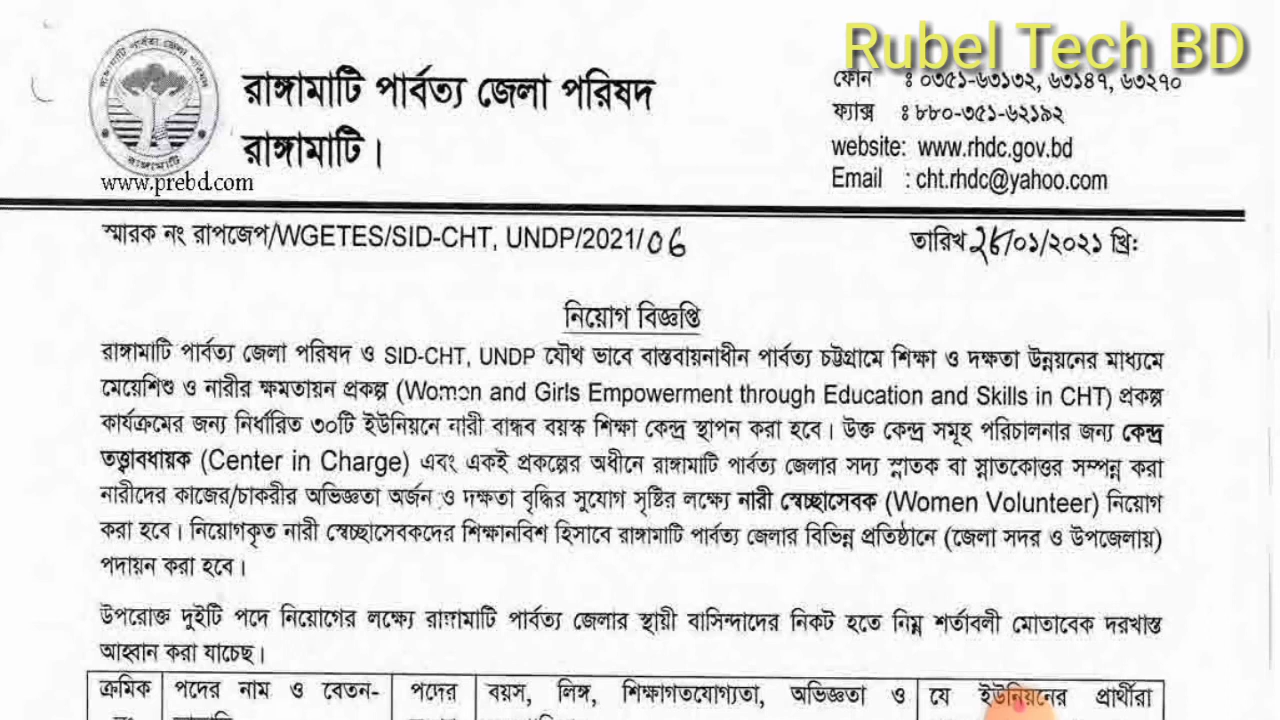 Rubel Tech BD
রাঙ্গামাটি পার্বত্য জেলা পরিষদ
রাঙ্গামাটি।
www.prebd.com
ফোন ঃ ০৩৫১-৬৩১৩২, ৬৩১৪৭, ৬৩২৭০
ফ্যাক্স ঃ ৮৮০-৩৫১-৬২১৯২
website: www.rhdc.gov.bd
Email : cht.rhdc@yahoo.com
স্মারক নং রাপজেপ/WGETES/SID-CHT, UNDP/2021/06
তারিখ /০১/২০২১ খ্রি:
নিয়োগ বিজ্ঞপ্তি
রাঙ্গামাটি পার্বত্য জেলা পরিষদ ও SID-CHT, UNDP যৌথ ভাবে বাস্তবায়নাধীন পার্বত্য চট্টগ্রামে শিক্ষা ও দক্ষতা উন্নয়নের মাধ্যমে
মেয়েশিশু ও নারীর ক্ষমতায়ন প্রকল্প (Women and Girls Empowerment through Education and Skills in CHT) প্রকল্প
কার্যক্রমের জন্য নির্ধারিত ৩০টি ইউনিয়নে নারী বান্ধব বয়স্ক শিক্ষা কেন্দ্র স্থাপন করা হবে। উক্ত কেন্দ্র সমূহ পরিচালনার জন্য কেন্দ্র
তত্ত্বাবধায়ক (Center in Charge) এবং একই প্রকল্পের অধীনে রাঙ্গামাটি পার্বত্য জেলার সদ্য স্নাতক বা স্নাতকোত্তর সম্পন্ন করা
নারীদের কাজের/চাকরীর অভিজ্ঞতা অর্জন ও দক্ষতা বৃদ্ধির সুযোগ সৃষ্টির লক্ষ্যে নারী স্বেচ্ছাসেবক (Women Volunteer) নিয়োগ
করা হবে। নিয়োগকৃত নারী স্বেচ্ছাসেবকদের শিক্ষানবিশ হিসাবে রাঙ্গামাটি পার্বত্য জেলার বিভিন্ন প্রতিষ্ঠানে (জেলা সদর ও উপজেলায়)
পদায়ন করা হবে।
উপরোক্ত দুইটি পদে নিয়োগের লক্ষ্যে রাঙ্গামাটি পার্বত্য জেলার স্থায়ী বাসিন্দাদের নিকট হতে নিম্ন শর্তাবলী মোতাবেক দরখাস্ত
আহ্বান করা যাচ্ছে।
ক্রমিক পদের নাম ও বেতন- পদের বয়স, লিঙ্গ, শিক্ষাগতযোগ্যতা, অভিজ্ঞতা ও যে ইউনিয়নের প্রার্থীরা